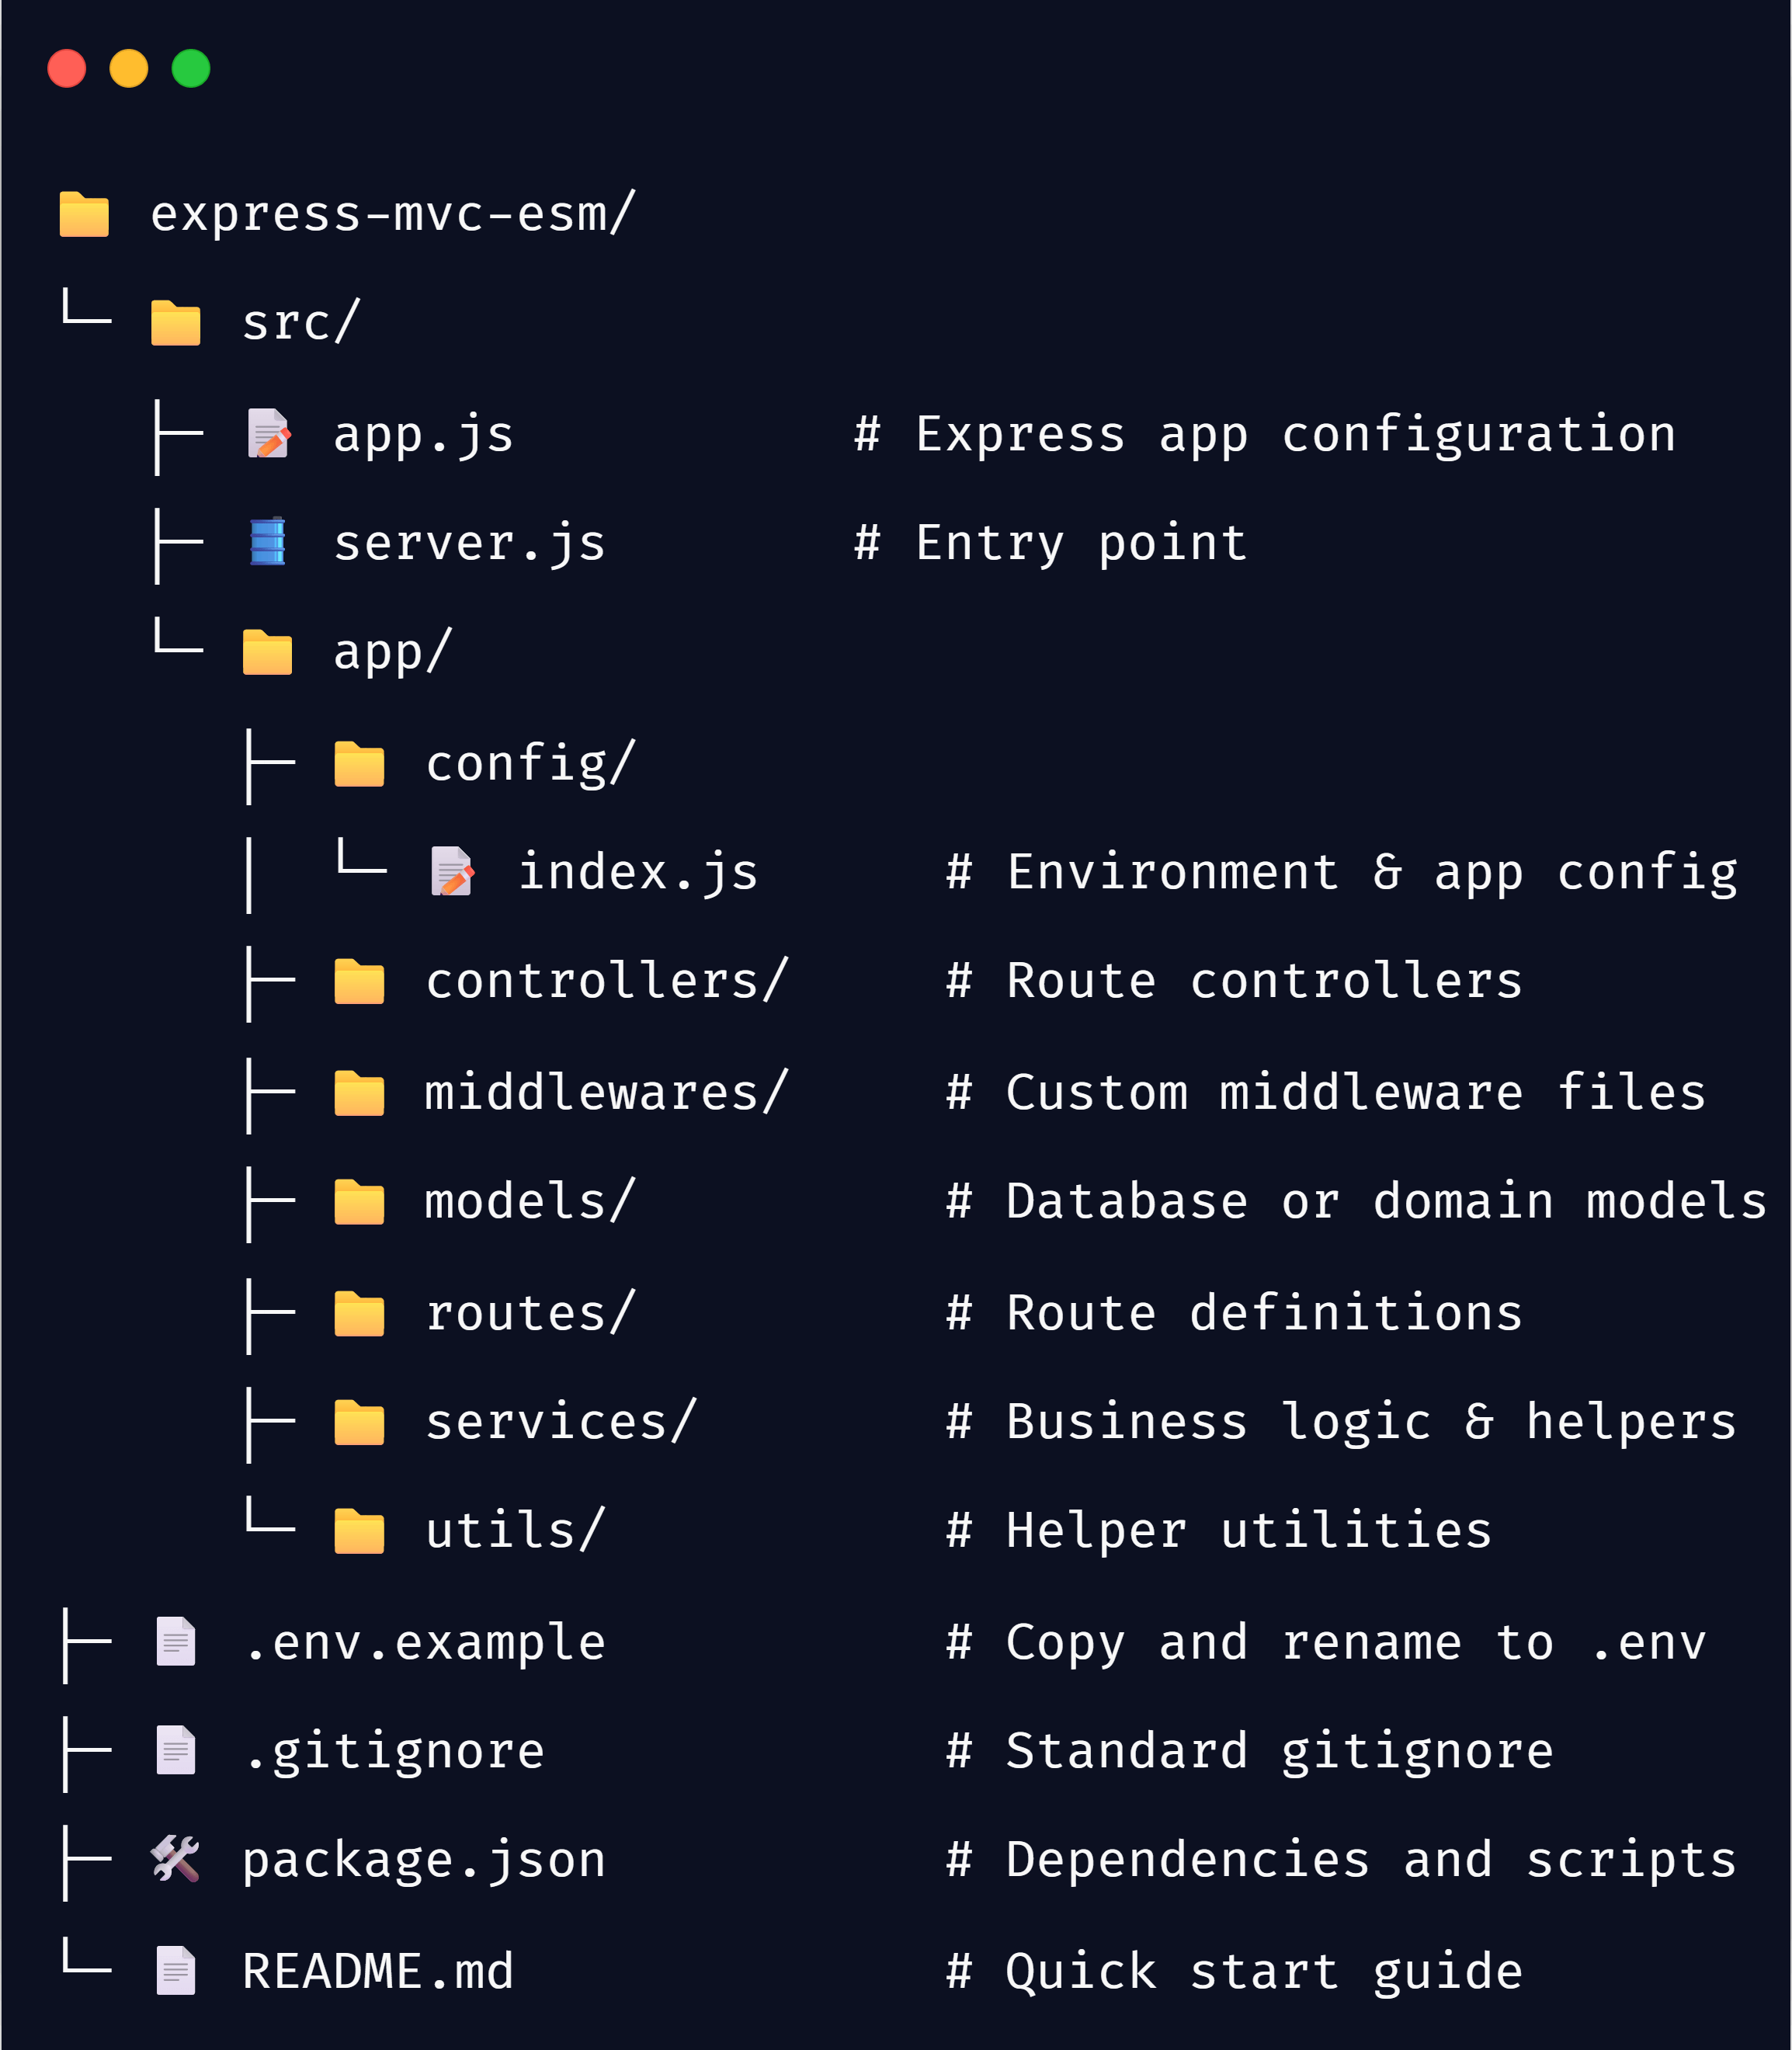 express-mvc-esm/
└─ src/
├─ app.js # Express app configuration
├─ server.js # Entry point
└─ app/
├─ config/
│ └─ index.js # Environment & app config
├─ controllers/ # Route controllers
├─ middlewares/ # Custom middleware files
├─ models/ # Database or domain models
├─ routes/ # Route definitions
├─ services/ # Business logic & helpers
└─ utils/ # Helper utilities
├─ .env.example # Copy and rename to .env
├─ .gitignore # Standard gitignore
├─ package.json # Dependencies and scripts
└─ README.md # Quick start guide